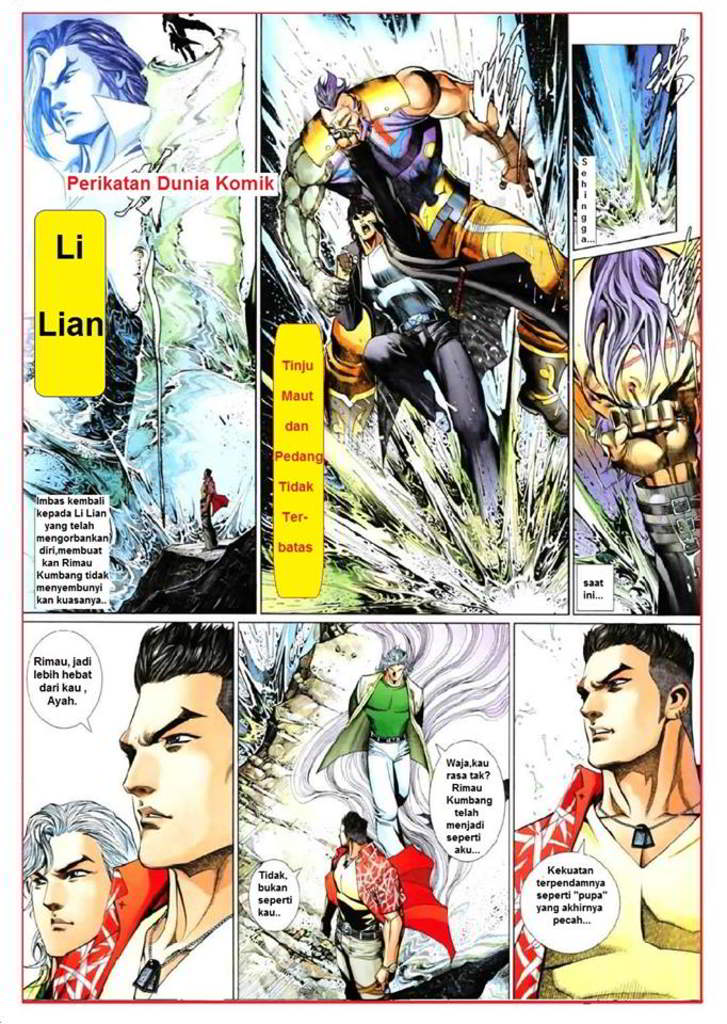 Perikatan Dunia Komik
Li
Lian
Imbas kembali
kepada Li Lian
yang telah
mengorbankan
diri,membuat
kan Rimau
Kumbang tidak
menyembunyi
kan kuasanya..
Tinju
Maut
dan
Pedang
Tidak
Ter-
batas
S
e
h
i
n
g
g
a
...
saat
ini...
Rimau, jadi
lebih hebat
dari kau ,
Ayah.
Waja,kau
rasa tak?
Rimau
Kumbang
telah
menjadi
seperti
aku...
Tidak,
bukan
seperti
kau..
Kekuatan
terpendamnya
seperti "pupa"
yang akhirnya
pecah...